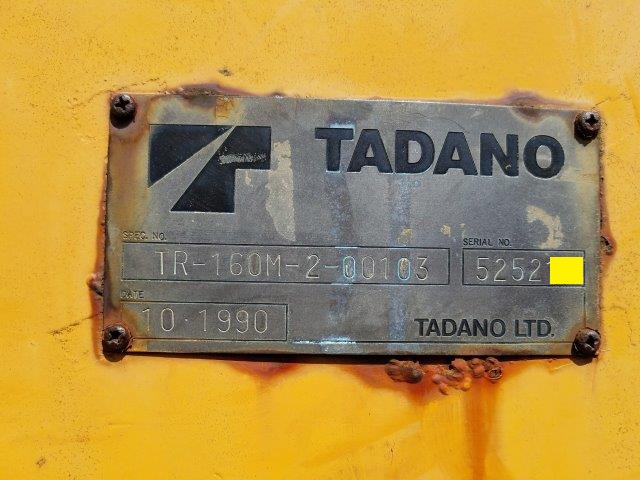 TADANO
SPEC. NO.
TR-160M-2-00103
SERIAL NO.
5252
DATE
10·1990
TADANO LTD.